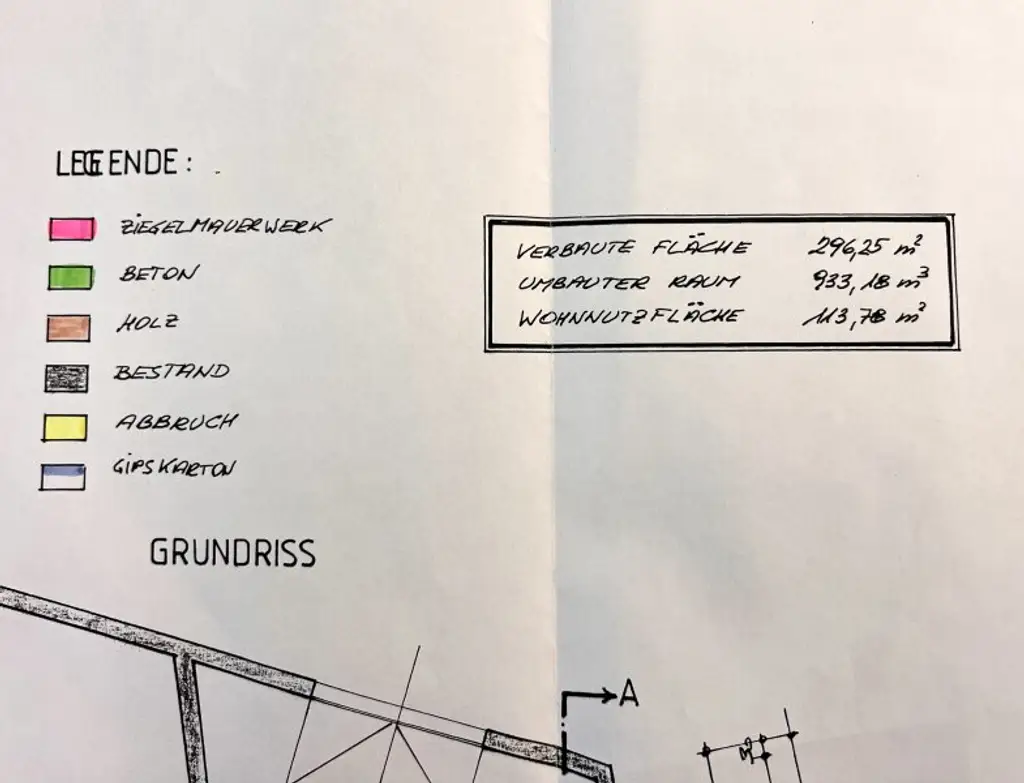 LEGENDE:
ZIEGELMAUERWERK
BETON
HOLZ
BESTAND
ABBRUCH
GIPSKARTON
VERBAUTE FLÄCHE 296,25 m²
UMBAUTER RAUM 933,18 m³
WOHNNUTZFLÄCHE 113,78 m²
GRUNDRISS
A